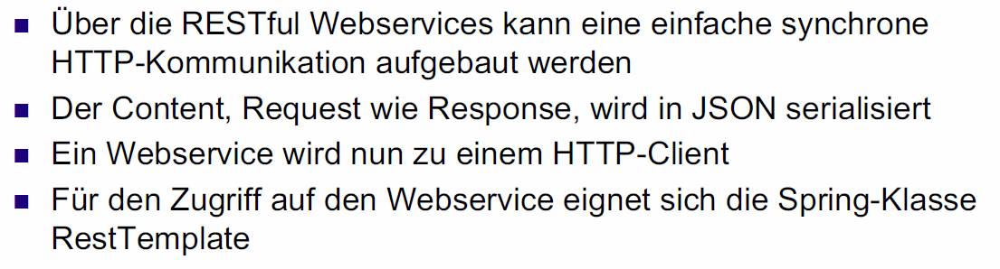 Über die RESTful Webservices kann eine einfache synchrone
HTTP-Kommunikation aufgebaut werden
Der Content, Request wie Response, wird in JSON serialisiert
Ein Webservice wird nun zu einem HTTP-Client
Für den Zugriff auf den Webservice eignet sich die Spring-Klasse
RestTemplate